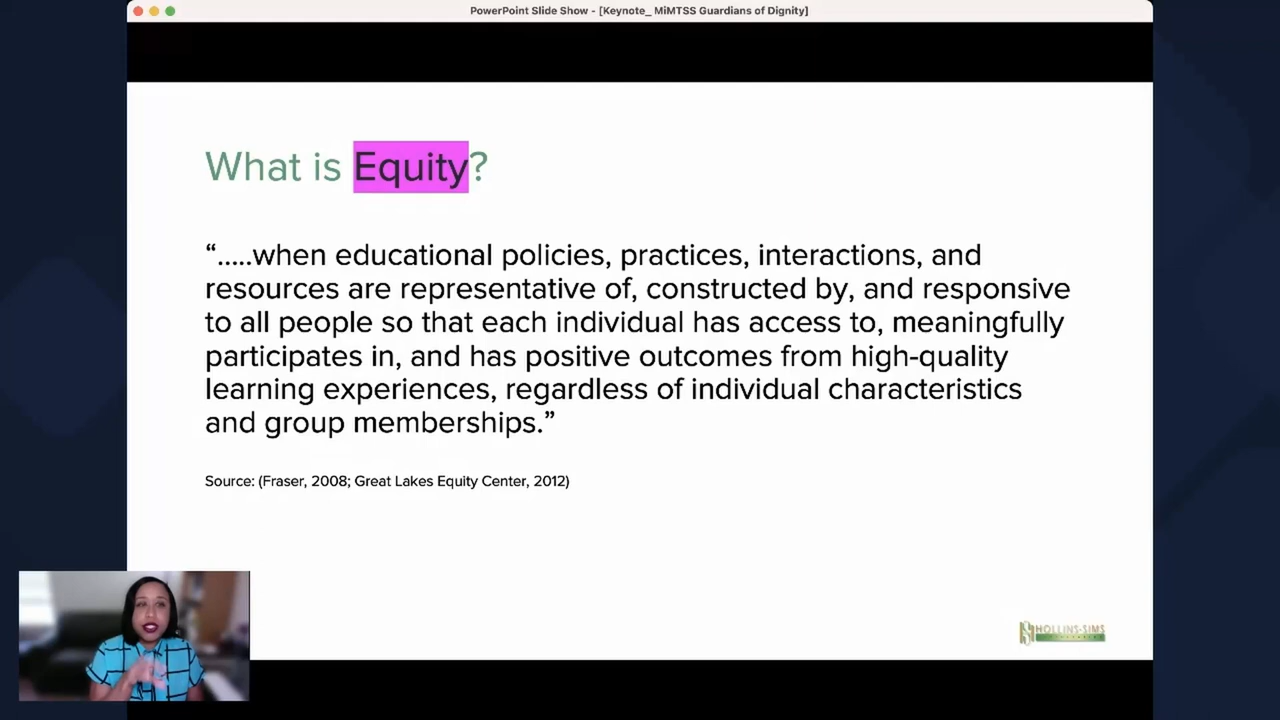 PowerPoint Slide Show - [Keynote_ MiMTSS Guardians of Dignity]
What is Equity?
“.....when educational policies, practices, interactions, and
resources are representative of, constructed by, and responsive
to all people so that each individual has access to, meaningfully
participates in, and has positive outcomes from high-quality
learning experiences, regardless of individual characteristics
and group memberships.”
Source: (Fraser, 2008; Great Lakes Equity Center, 2012)
HOLLINS-SIMS